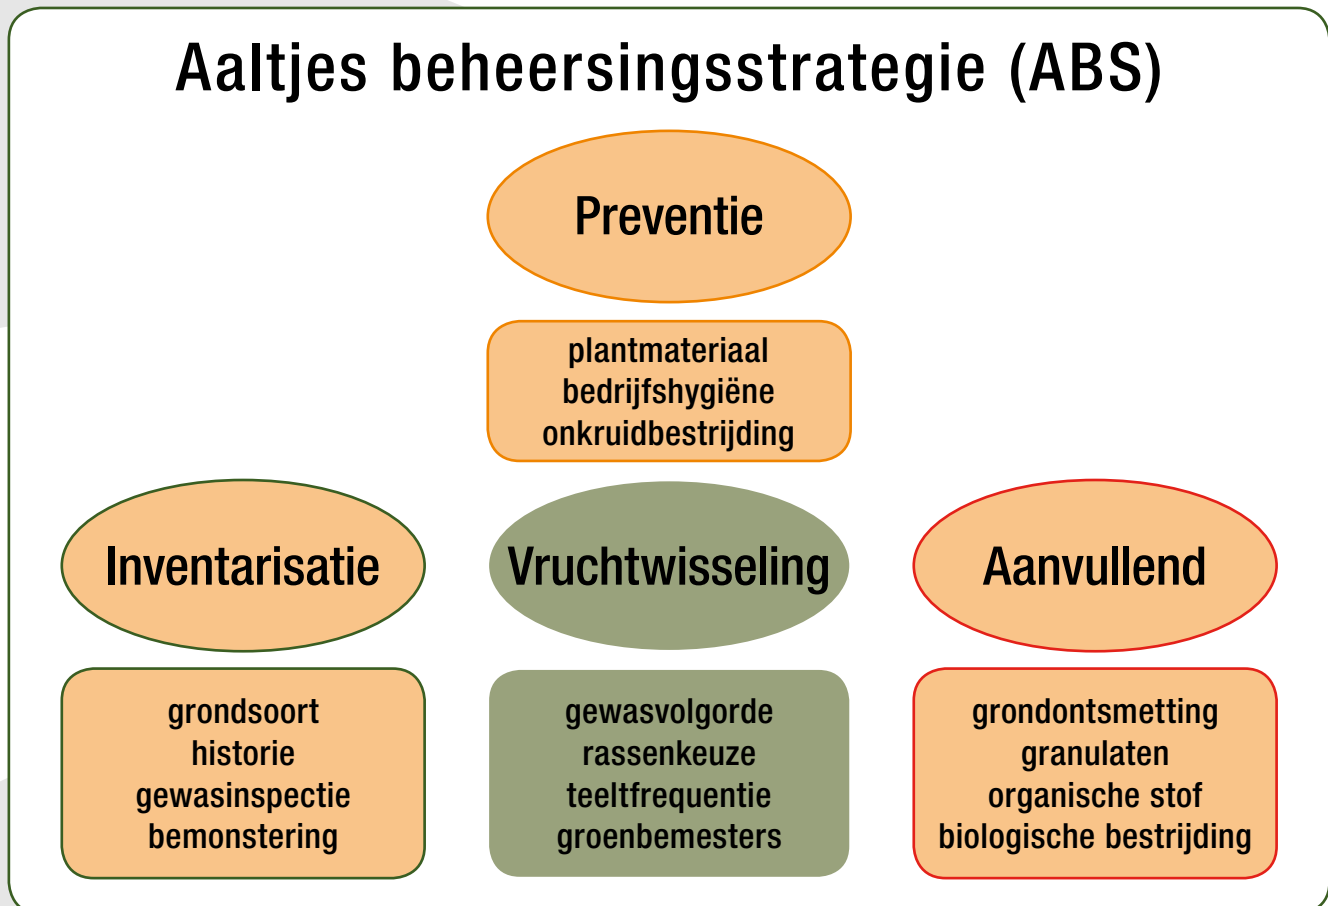 Aaltjes beheersingsstrategie (ABS)
Preventie
plantmateriaal
bedrijfshygiëne
onkruidbestrijding
Inventarisatie
grondsoort
historie
gewasinspectie
bemonstering
Vruchtwisseling
gewasvolgorde
rassenkeuze
teeltfrequentie
groenbemesters
Aanvullend
grondontsmetting
granulaten
organische stof
biologische bestrijding